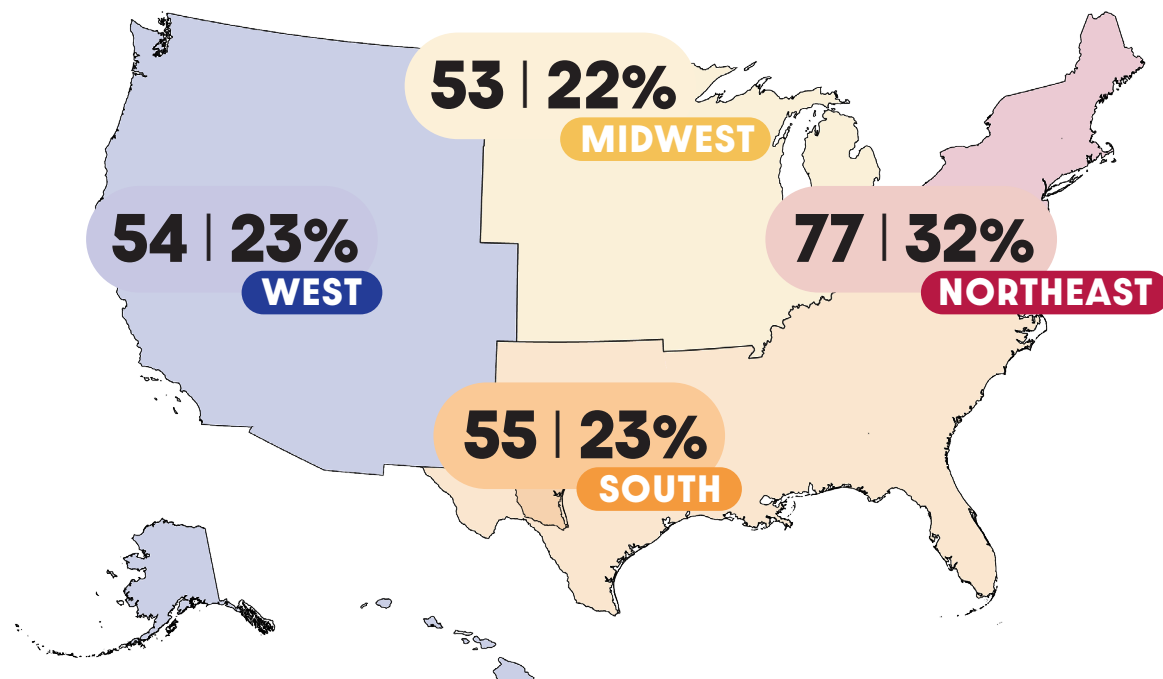 53 | 22%
MIDWEST
54 | 23%
WEST
77 | 32%
NORTHEAST
55 | 23%
SOUTH